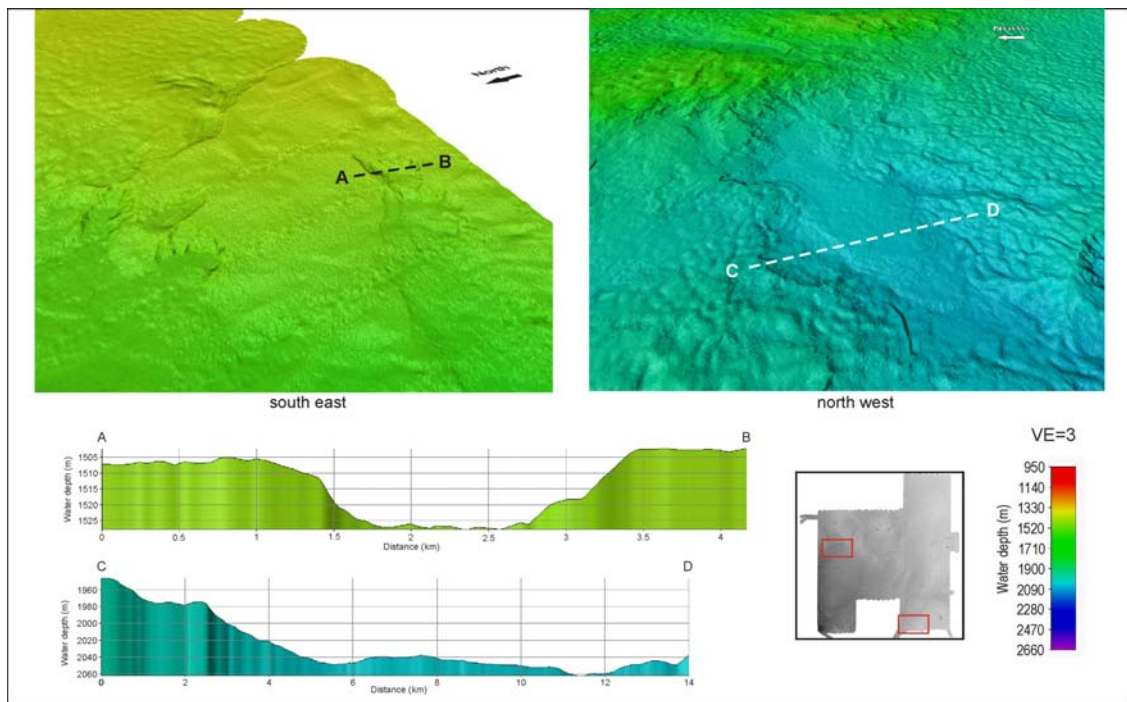 North
A
B
C
D
south east
north west
A
B
Water depth (m)
1505
1510
1515
1520
1525
0
0.5
1
1.5
2
2.5
3
3.5
4
Distance (km)
C
D
Water depth (m)
1960
1980
2000
2020
2040
2060
0
2
4
6
8
10
12
14
Distance (km)
VE=3
Water depth (m)
950
1140
1330
1520
1710
1900
2090
2280
2470
2660